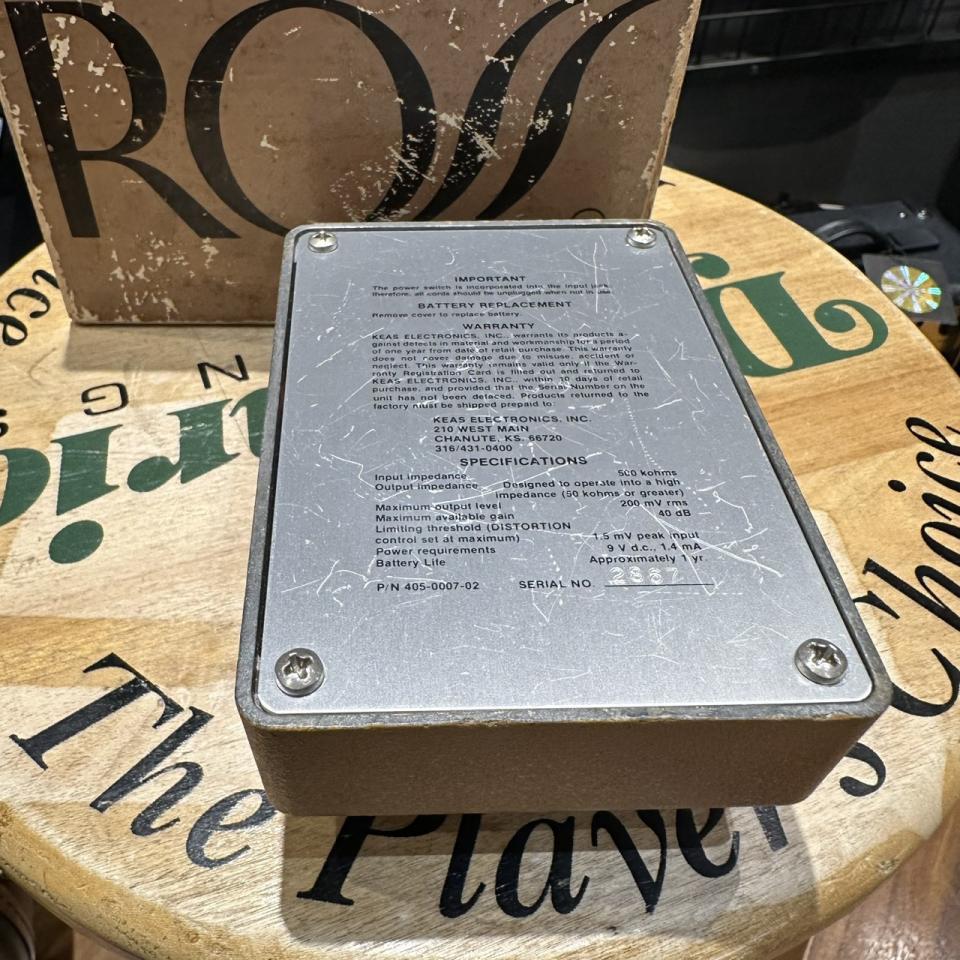 ROSS
IMPORTANT
The power switch is incorporated into the input jack,
therefore, all cords should be unplugged when not in use.
BATTERY REPLACEMENT
Remove cover to replace battery.
WARRANTY
KEAS ELECTRONICS, INC., warrants its products a-
gainst defects in material and workmanship for a period
of one year from date of retail purchase. This warranty
does not cover damage due to misuse, accident or
neglect. This warranty remains valid only if the War-
ranty Registration Card is filled out and returned to
KEAS ELECTRONICS, INC., within 10 days of retail
purchase, and provided that the Serial Number on the
unit has not been defaced. Products returned to the
factory must be shipped prepaid to:
KEAS ELECTRONICS, INC.
210 WEST MAIN
CHANUTE, KS. 66720
316/431-0400
SPECIFICATIONS
Input impedance 500 kohms
Output impedance Designed to operate into a high
impedance (50 kohms or greater)
Maximum output level 200 mV rms
Maximum available gain 40 dB
Limiting threshold (DISTORTION
control set at maximum) 1.5 mV peak input
Power requirements 9 V d.c., 1.4 mA
Battery Life Approximately 1 yr.
P/N 405-0007-02 SERIAL NO. 2867
The Players Choice